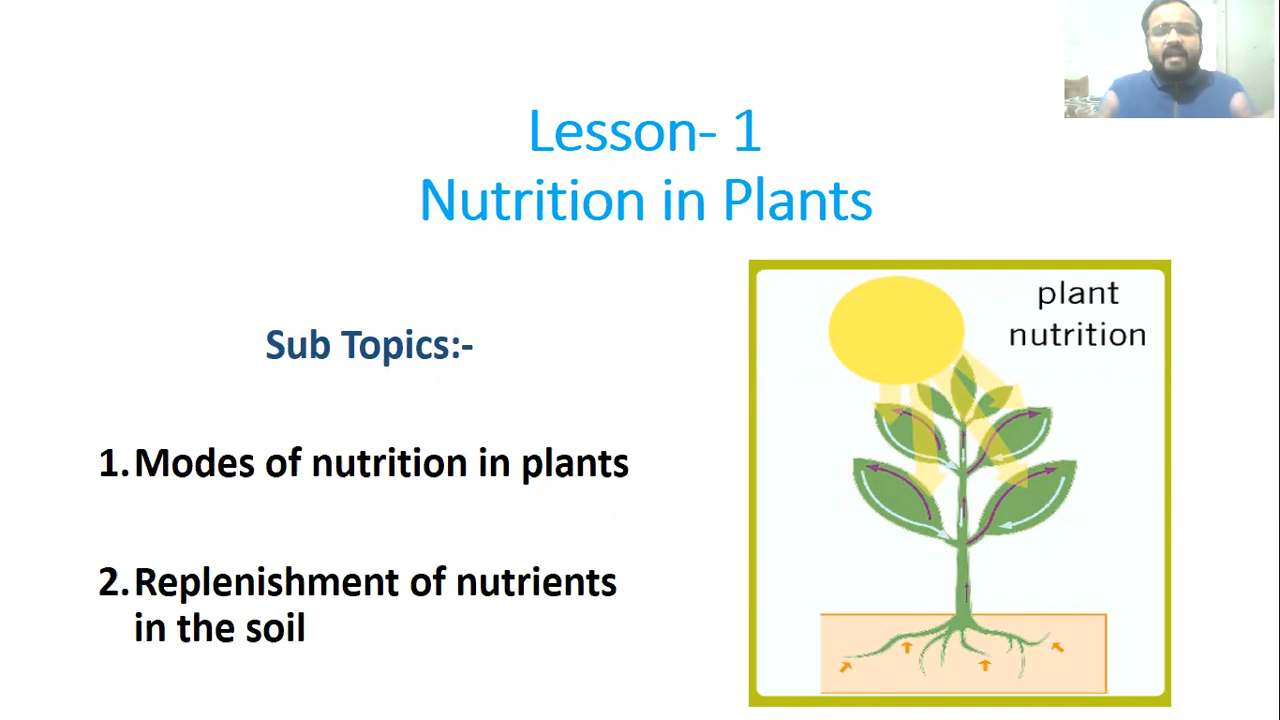 Lesson- 1
Nutrition in Plants
Sub Topics:-
1.Modes of nutrition in plants
2.Replenishment of nutrients
in the soil
plant
nutrition